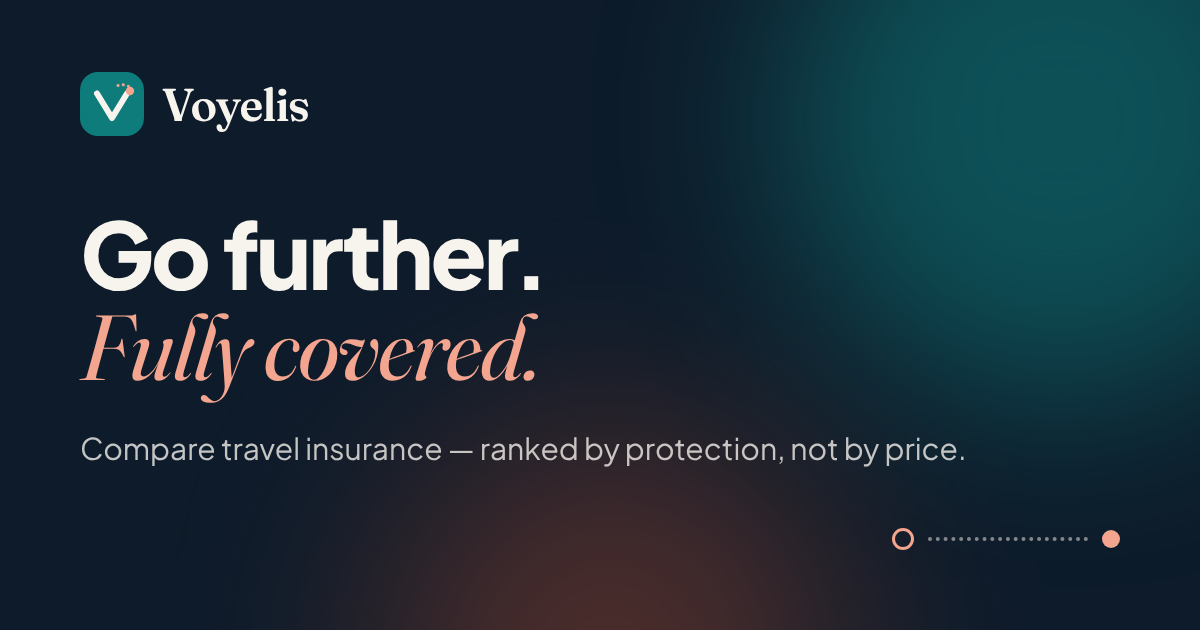 Voyelis
Go further.
Fully covered.
Compare travel insurance — ranked by protection, not by price.